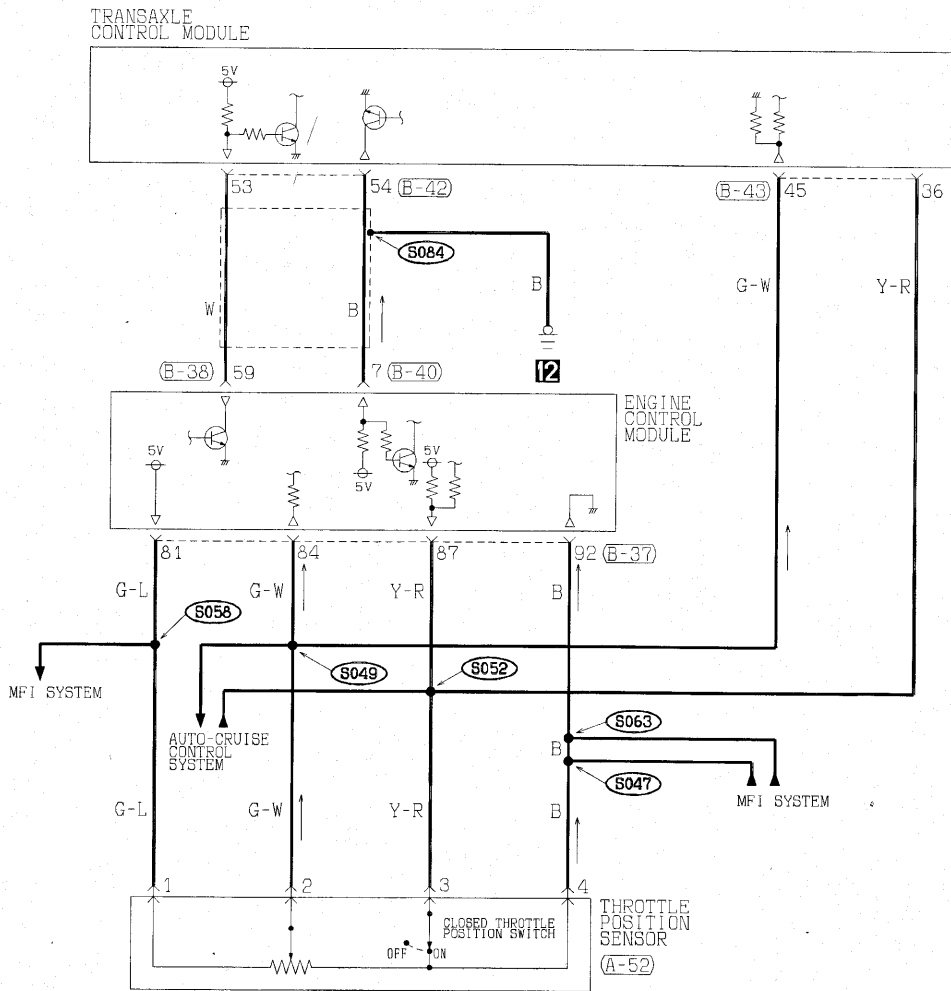 TRANSAXLE
CONTROL MODULE
5V
53
54 (B-42)
(B-43) 45
36
S084
W
B
B
G-W
Y-R
12
(B-38) 59
7 (B-40)
ENGINE
CONTROL
MODULE
5V
5V
5V
81
84
87
92 (B-37)
G-L
G-W
Y-R
B
S058
S049
S052
MFI SYSTEM
AUTO-CRUISE
CONTROL
SYSTEM
S063
B
S047
MFI SYSTEM
G-L
G-W
Y-R
B
1
2
3
4
CLOSED THROTTLE
POSITION SWITCH
OFF
ON
THROTTLE
POSITION
SENSOR
(A-52)